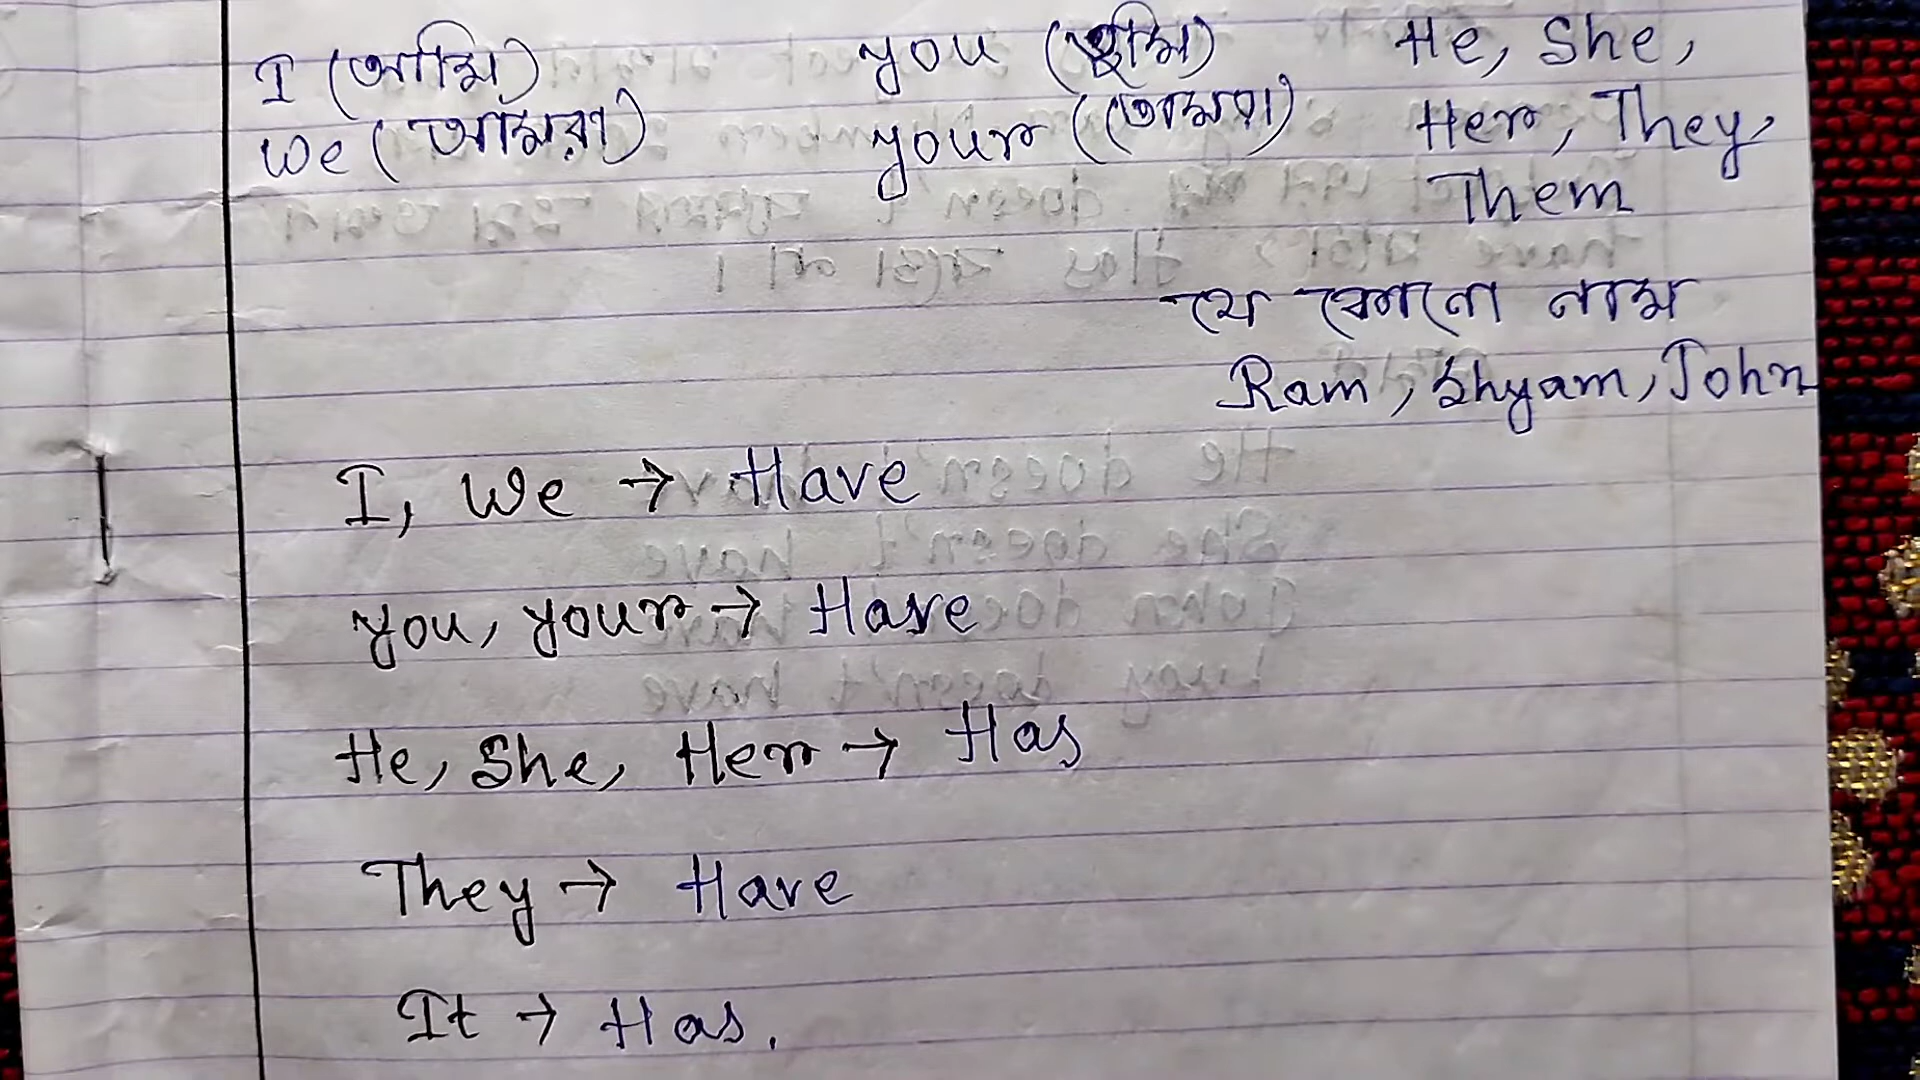 I (আমি) you (তুমি) He, She,
we (আমরা) your (তোমরা) Her, They,
Them
যে কোনো নাম
Ram, Shyam, John
I, We → Have
you, your → Have
He, She, Her → Has
They → Have
It → Has.